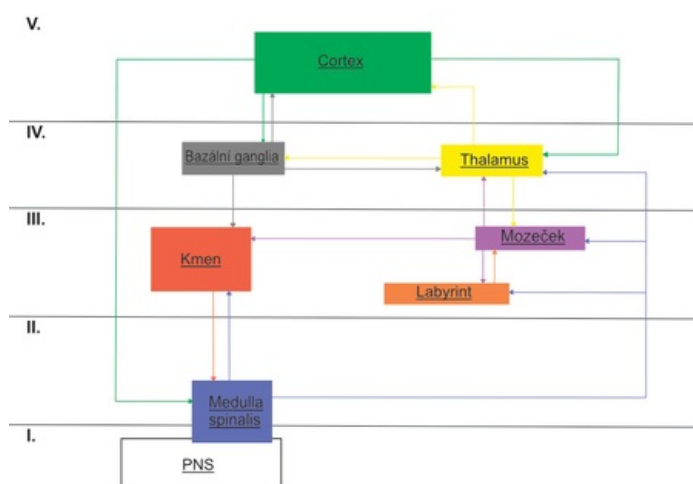 V.
Cortex
IV.
Bazální ganglia
Thalamus
III.
Mozeček
Kmen
Labyrint
II.
Medulla
spinalis
I.
PNS